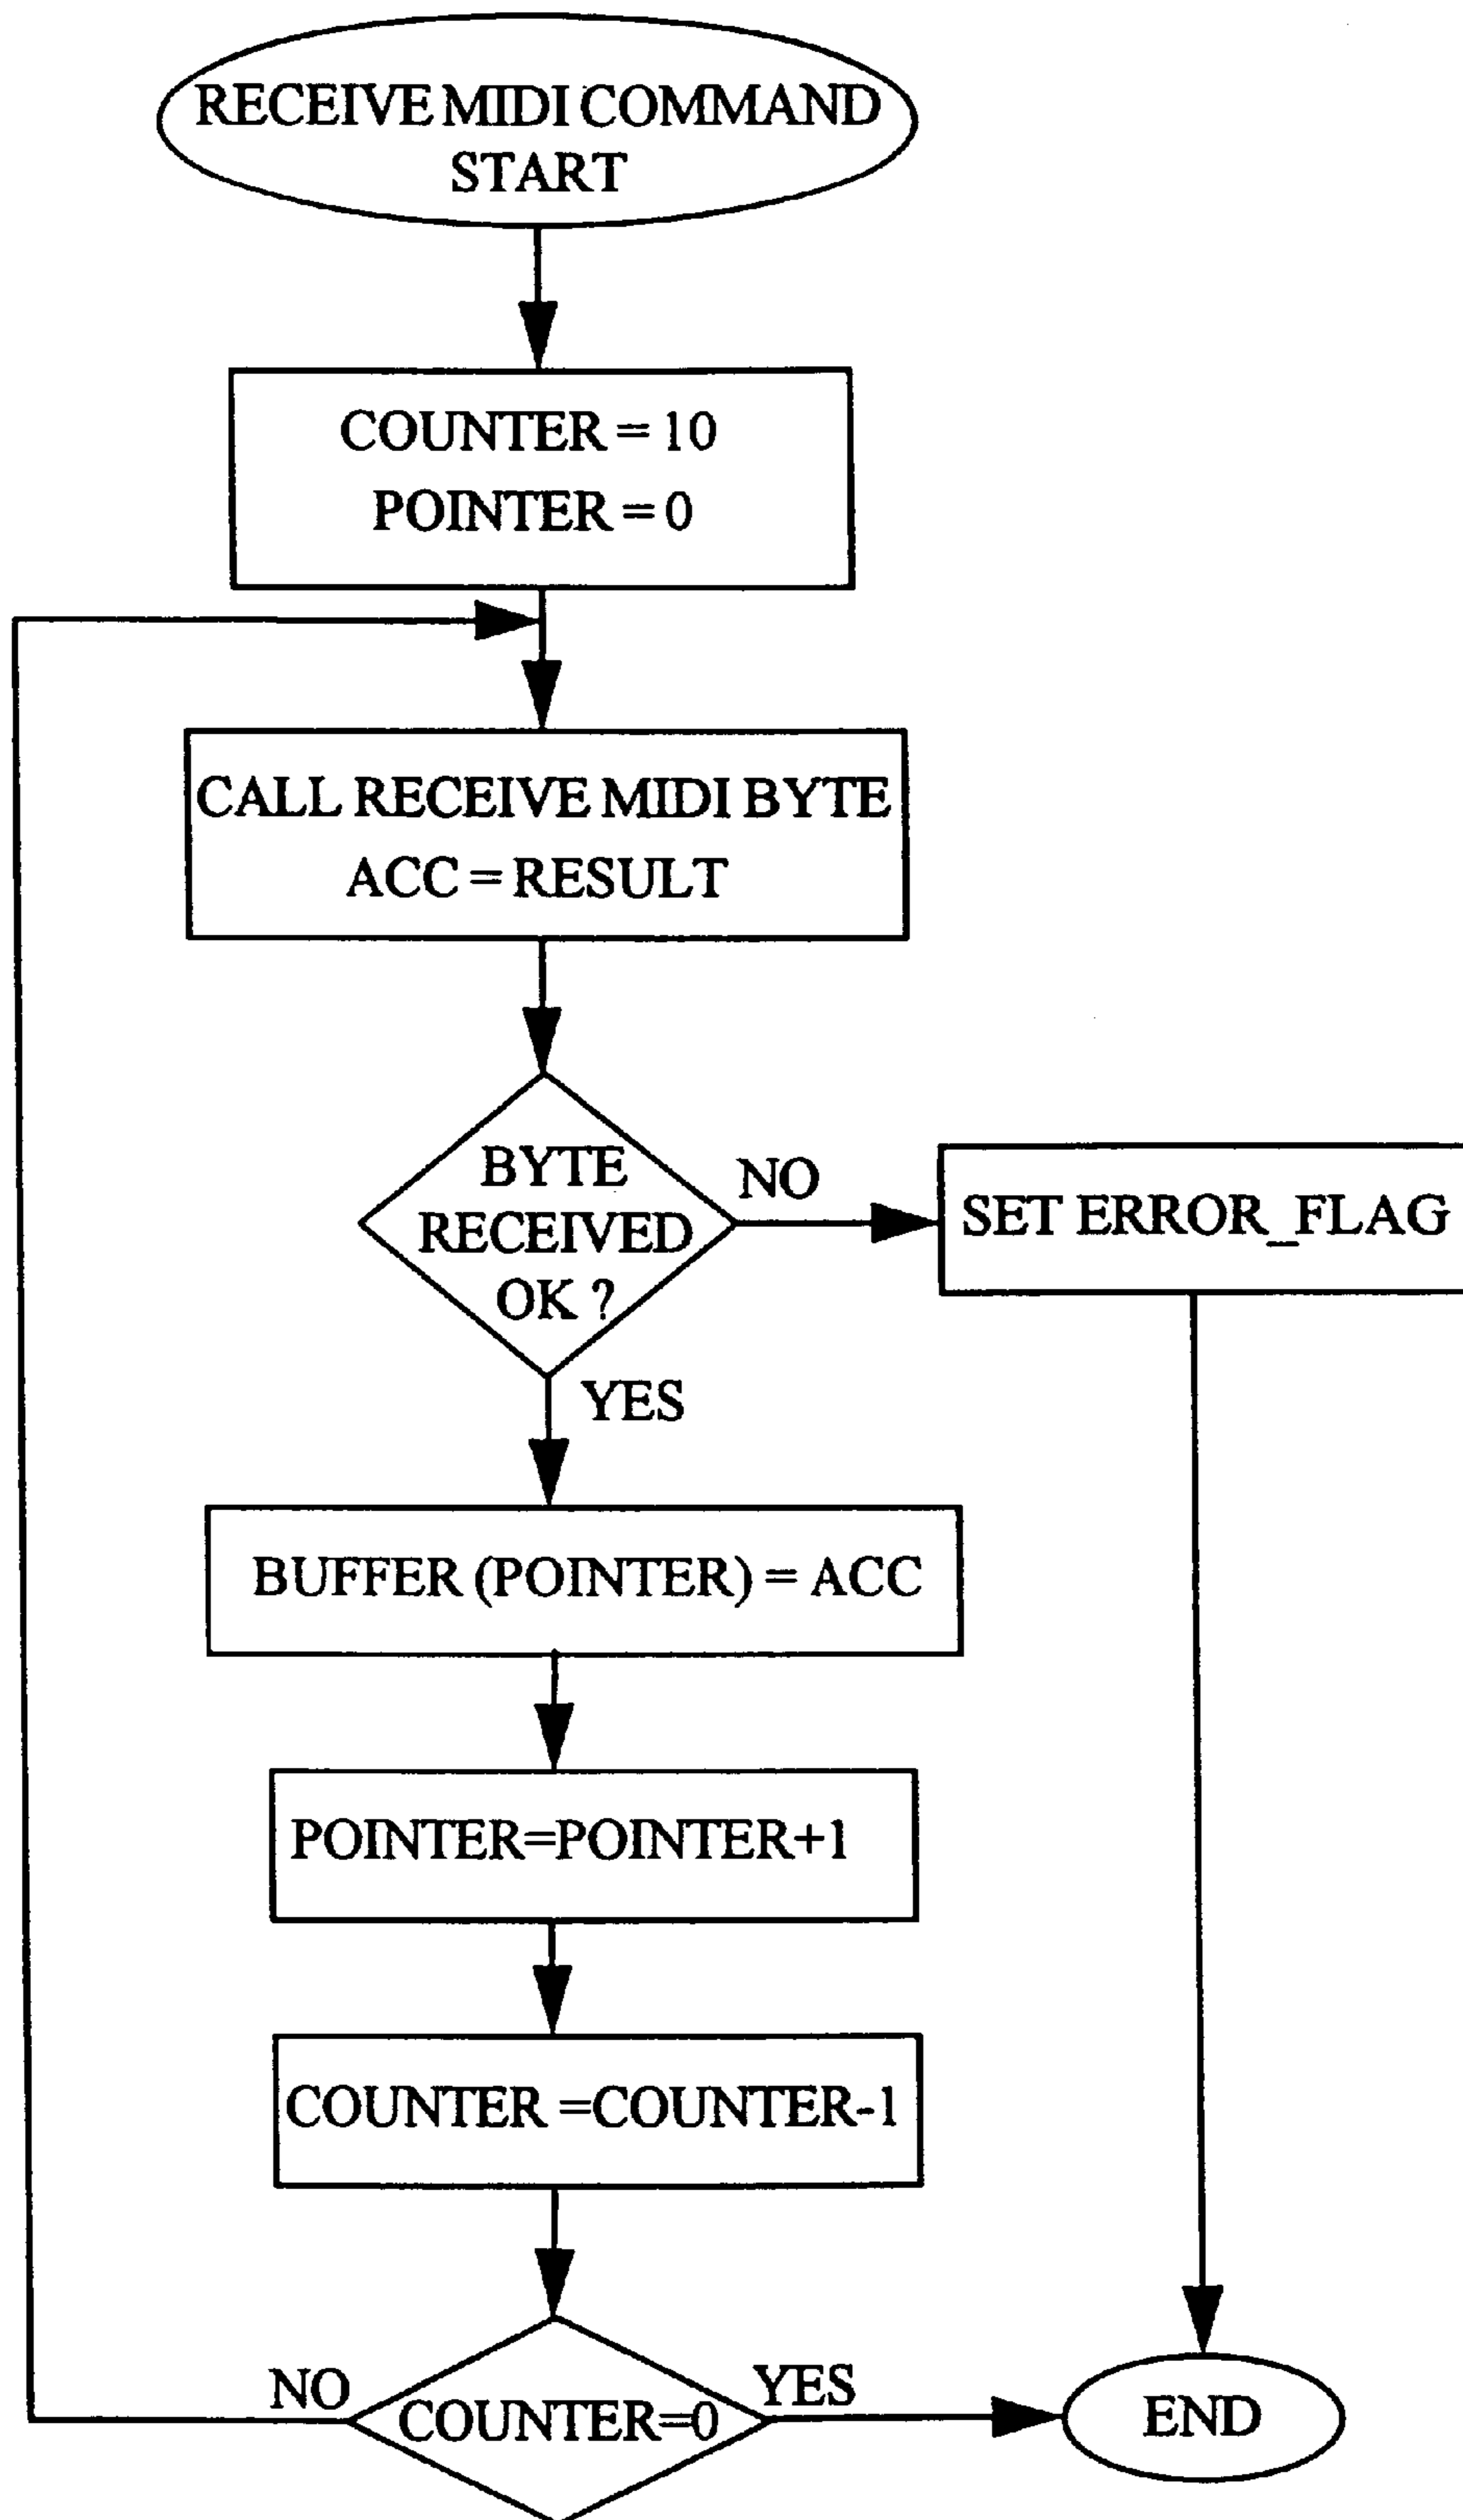 RECEIVE MIDI COMMAND
START
COUNTER = 10
POINTER = 0
CALL RECEIVE MIDI BYTE
ACC = RESULT
BYTE
RECEIVED
OK ?
NO
SET ERROR_FLAG
YES
BUFFER (POINTER) = ACC
POINTER=POINTER+1
COUNTER =COUNTER-1
NO
COUNTER=0
YES
END